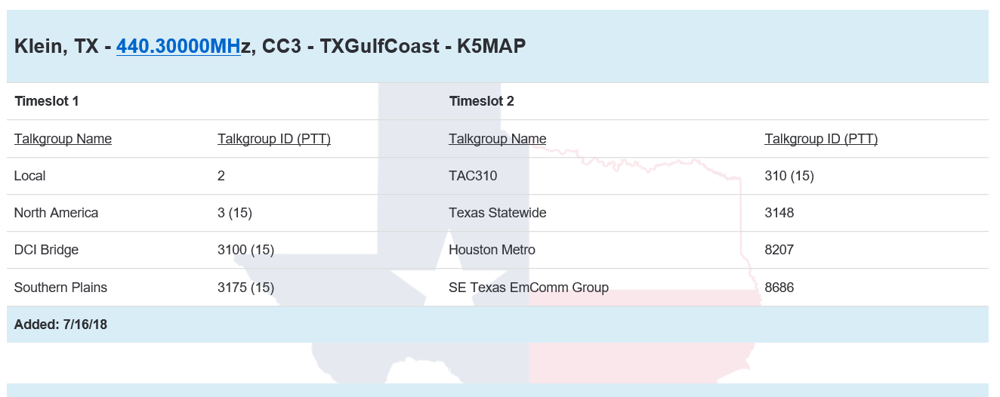 Klein, TX - 440.30000MHz, CC3 - TXGulfCoast - K5MAP
Timeslot 1 Timeslot 2
Talkgroup Name Talkgroup ID (PTT) Talkgroup Name Talkgroup ID (PTT)
Local 2 TAC310 310 (15)
North America 3 (15) Texas Statewide 3148
DCI Bridge 3100 (15) Houston Metro 8207
Southern Plains 3175 (15) SE Texas EmComm Group 8686
Added: 7/16/18